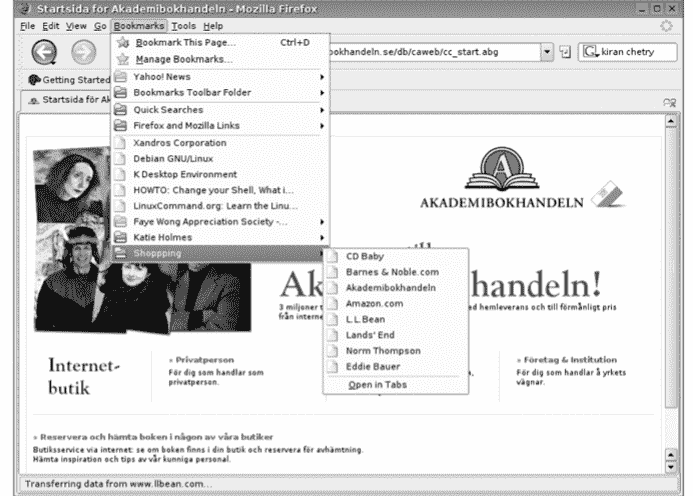 Startsida för Akademibokhandeln - Mozilla Firefox
File Edit View Go Bookmarks Tools Help
Bookmark This Page... Ctrl+D
Manage Bookmarks...
Yahoo! News
Bookmarks Toolbar Folder
Quick Searches
Firefox and Mozilla Links
Xandros Corporation
Debian GNU/Linux
K Desktop Environment
HOWTO: Change your Shell, What i...
LinuxCommand.org: Learn the Linu...
Faye Wong Appreciation Society -...
Katie Holmes
Shoppping
CD Baby
Barnes & Noble.com
Akademibokhandeln
Amazon.com
L.L.Bean
Lands' End
Norm Thompson
Eddie Bauer
Open in Tabs
okhandeln.se/db/caweb/cc_start.abg
kiran chetry
Getting Started
Startsida för Ak
AKADEMIBOKHANDELN
Ak handeln!
3 miljoner t ed hemleverans och till förmånligt pris
från interne
Internet-
butik
» Privatperson
För dig som handlar som
privatperson.
» Företag & Institution
För dig som handlar å yrkets
vägnar.
» Reservera och hämta boken i någon av våra butiker
Butiksservice via internet: se om boken finns i din butik och reservera för avhämtning.
Hämta inspiration och tips av vår kunniga personal.
Transferring data from www.llbean.com...